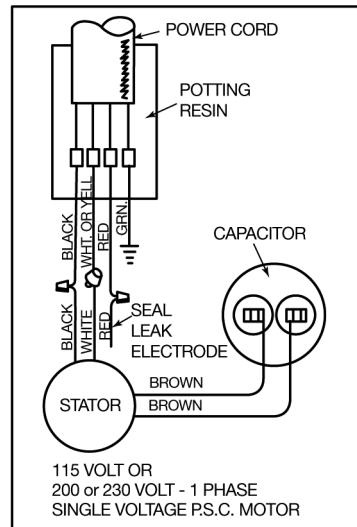 POWER CORD
POTTING
RESIN
BLACK
WHT. OR YELL
RED
GRN.
CAPACITOR
BLACK
WHITE
RED
SEAL
LEAK
ELECTRODE
BROWN
BROWN
STATOR
115 VOLT OR
200 or 230 VOLT - 1 PHASE
SINGLE VOLTAGE P.S.C. MOTOR